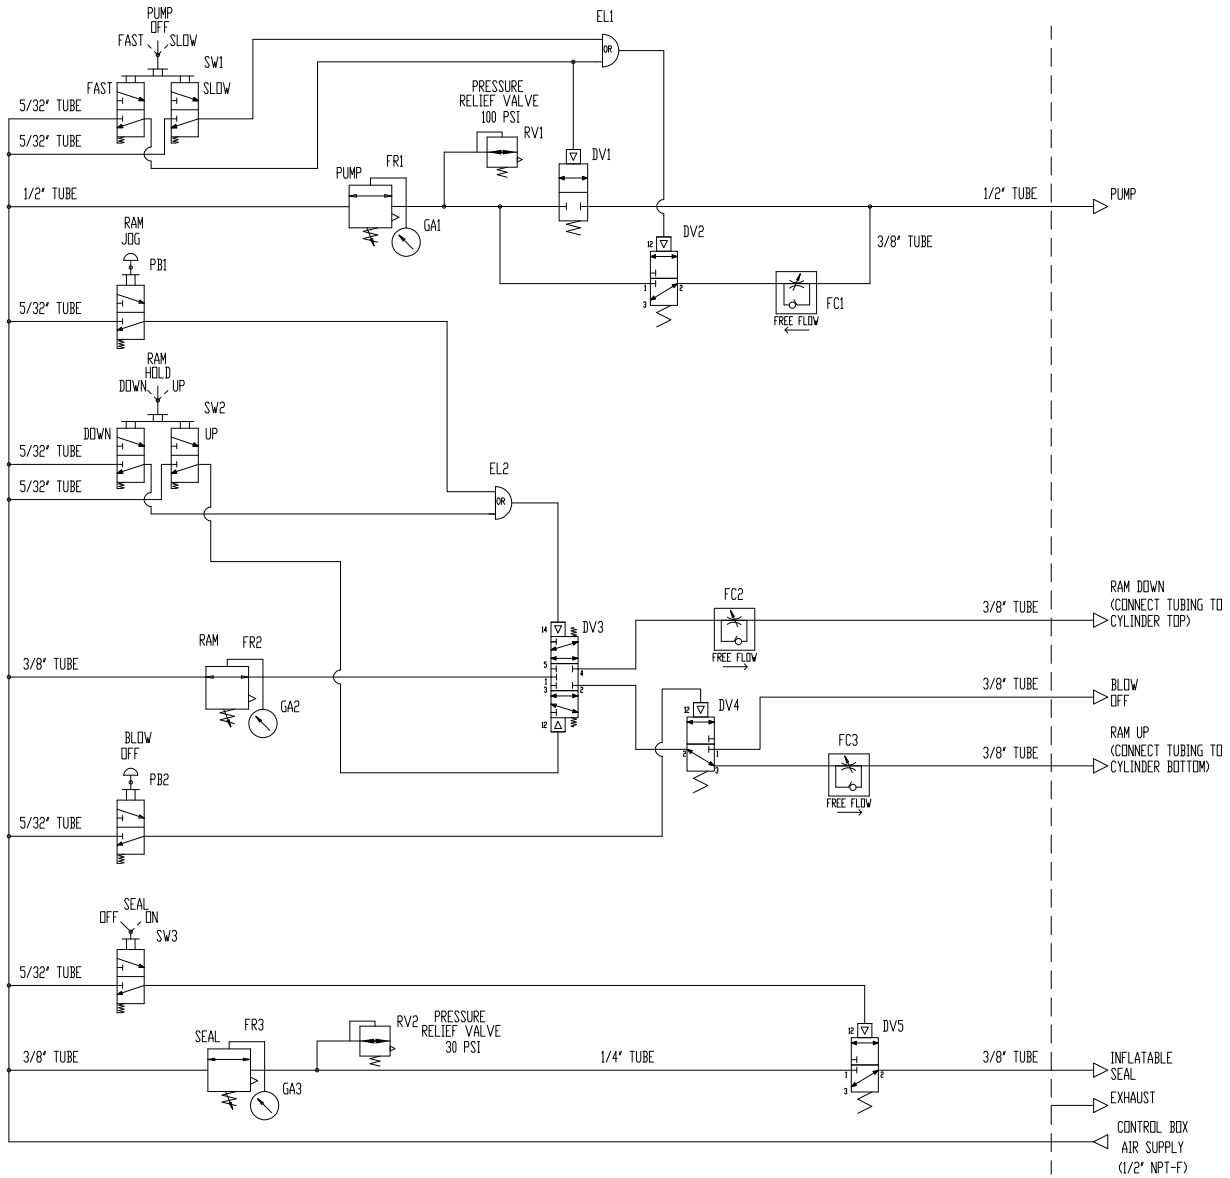 PUMP
OFF
FAST SLOW
SW1
FAST
SLOW
5/32" TUBE
5/32" TUBE
EL1
OR
PRESSURE
RELIEF VALVE
100 PSI
RV1
DV1
PUMP
FR1
GA1
1/2" TUBE
1/2" TUBE
PUMP
3/8" TUBE
DV2
12
1
2
3
FC1
FREE FLOW
RAM
JOG
PB1
5/32" TUBE
RAM
HOLD
DOWN UP
SW2
DOWN
UP
5/32" TUBE
5/32" TUBE
EL2
OR
RAM
FR2
GA2
3/8" TUBE
DV3
14
5
4
1
3
2
12
FC2
FREE FLOW
3/8" TUBE
RAM DOWN
(CONNECT TUBING TO
CYLINDER TOP)
DV4
12
2
1
3
3/8" TUBE
BLOW
OFF
FC3
FREE FLOW
3/8" TUBE
RAM UP
(CONNECT TUBING TO
CYLINDER BOTTOM)
BLOW
OFF
PB2
5/32" TUBE
SEAL
OFF ON
SW3
5/32" TUBE
SEAL
FR3
GA3
3/8" TUBE
RV2
PRESSURE
RELIEF VALVE
30 PSI
1/4" TUBE
DV5
12
1
2
3
3/8" TUBE
INFLATABLE
SEAL
EXHAUST
CONTROL BOX
AIR SUPPLY
(1/2" NPT-F)